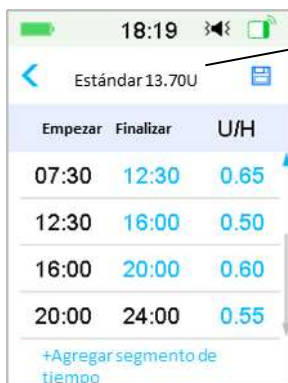 18:19
Estándar 13.70U
Empezar Finalizar U/H
07:30 12:30 0.65
12:30 16:00 0.50
16:00 20:00 0.60
20:00 24:00 0.55
+Agregar segmento de
tiempo